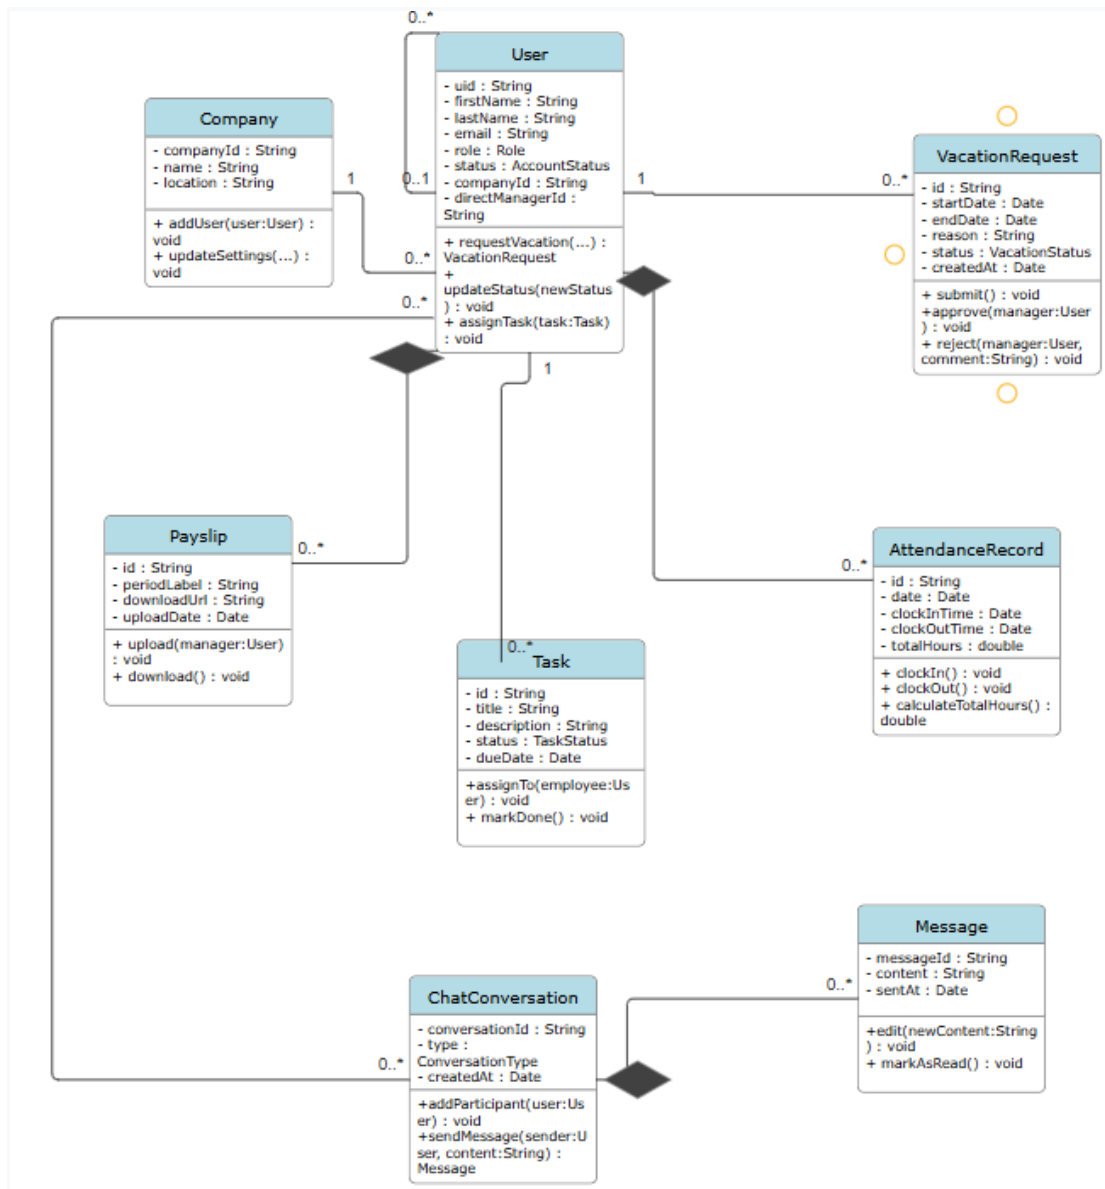 0..*
User
- uid : String
- firstName : String
- lastName : String
- email : String
- role : Role
- status : AccountStatus
- companyId : String
- directManagerId :
String
+ requestVacation(...) :
VacationRequest
+
updateStatus(newStatus
) : void
+ assignTask(task:Task)
: void
Company
- companyId : String
- name : String
- location : String
+ addUser(user:User) :
void
+ updateSettings(...) :
void
1
0..1
0..*
0..*
1
0..*
1
VacationRequest
- id : String
- startDate : Date
- endDate : Date
- reason : String
- status : VacationStatus
- createdAt : Date
+ submit() : void
+approve(manager:User
) : void
+ reject(manager:User,
comment:String) : void
Payslip
- id : String
- periodLabel : String
- downloadUrl : String
- uploadDate : Date
+ upload(manager:User)
: void
+ download() : void
0..*
0..*
AttendanceRecord
- id : String
- date : Date
- clockInTime : Date
- clockOutTime : Date
- totalHours : double
+ clockIn() : void
+ clockOut() : void
+ calculateTotalHours() :
double
0..*
Task
- id : String
- title : String
- description : String
- status : TaskStatus
- dueDate : Date
+assignTo(employee:Us
er) : void
+ markDone() : void
Message
- messageId : String
- content : String
- sentAt : Date
+edit(newContent:String
) : void
+ markAsRead() : void
0..*
0..*
ChatConversation
- conversationId : String
- type :
ConversationType
- createdAt : Date
+addParticipant(user:Us
er) : void
+sendMessage(sender:U
ser, content:String) :
Message